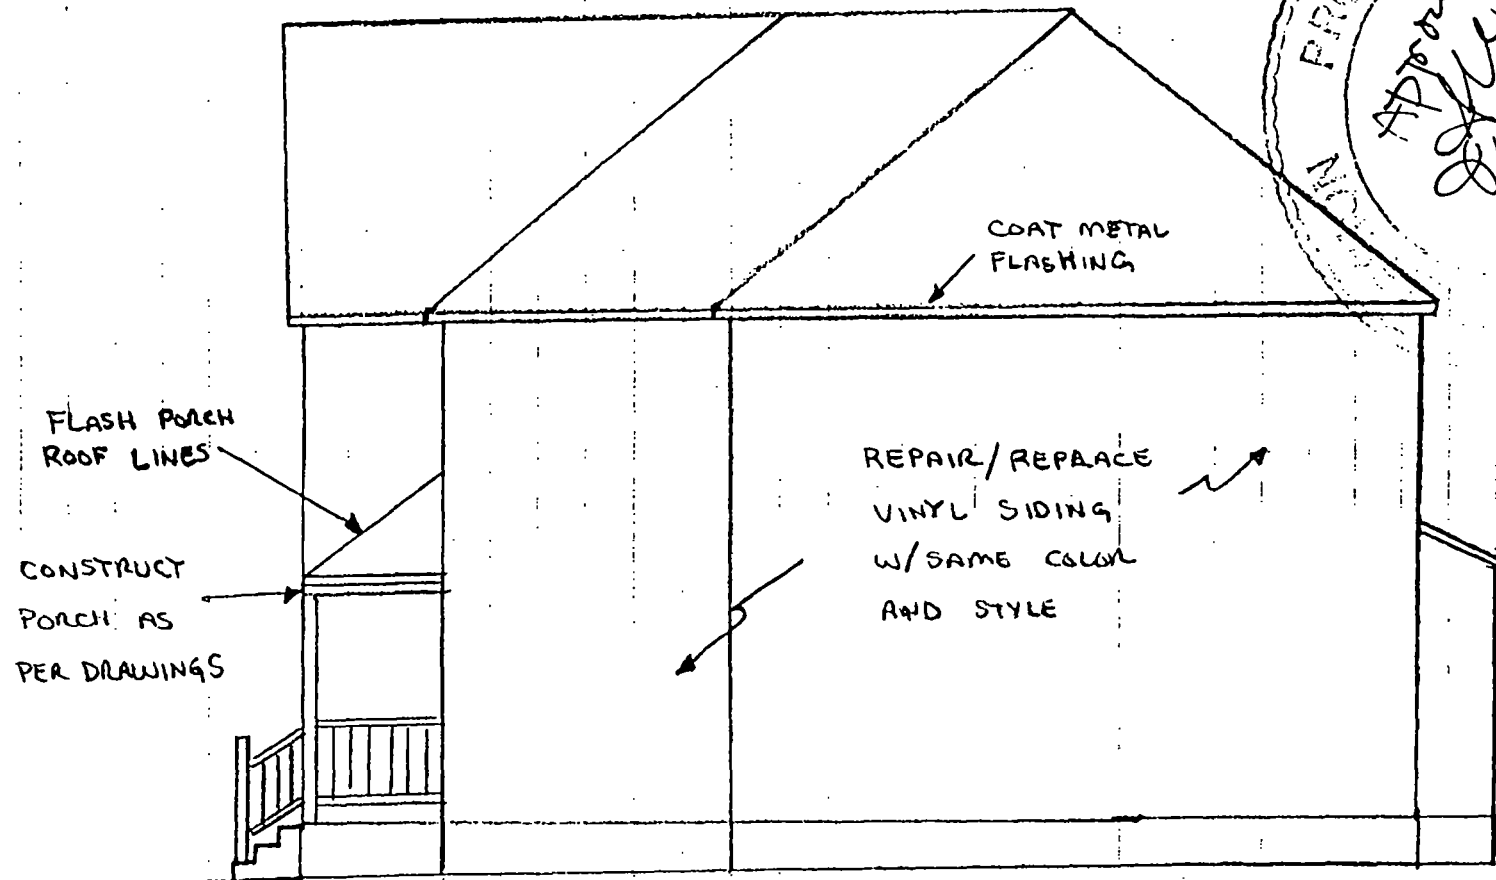 COAT METAL
FLASHING
FLASH PORCH
ROOF LINES
CONSTRUCT
PORCH AS
PER DRAWINGS
REPAIR/REPLACE
VINYL SIDING
W/SAME COLOR
AND STYLE